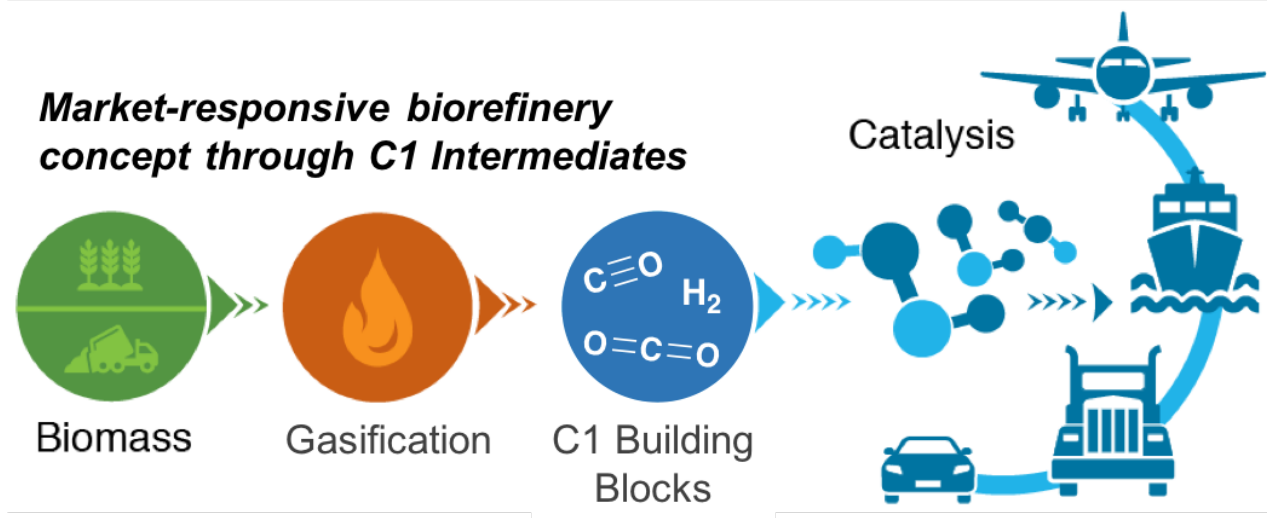 Market-responsive biorefinery
concept through C1 Intermediates
Catalysis
C≡O
H₂
O=C=O
Biomass
Gasification
C1 Building
Blocks